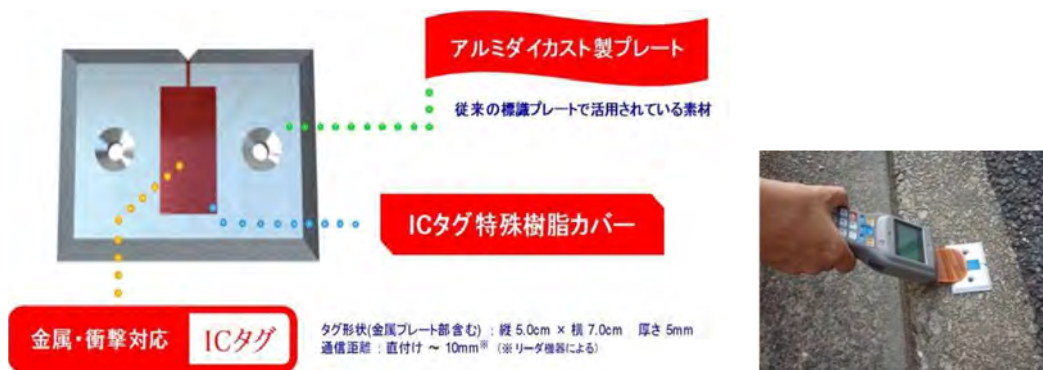 アルミダイカスト製プレート
従来の標識プレートで活用されている素材
ICタグ特殊樹脂カバー
金属・衝撃対応 ICタグ
タグ形状(金属プレート部含む) : 縦 5.0cm × 横 7.0cm 厚さ 5mm
通信距離 : 直付け ～ 10mm※ (※リーダ機器による)